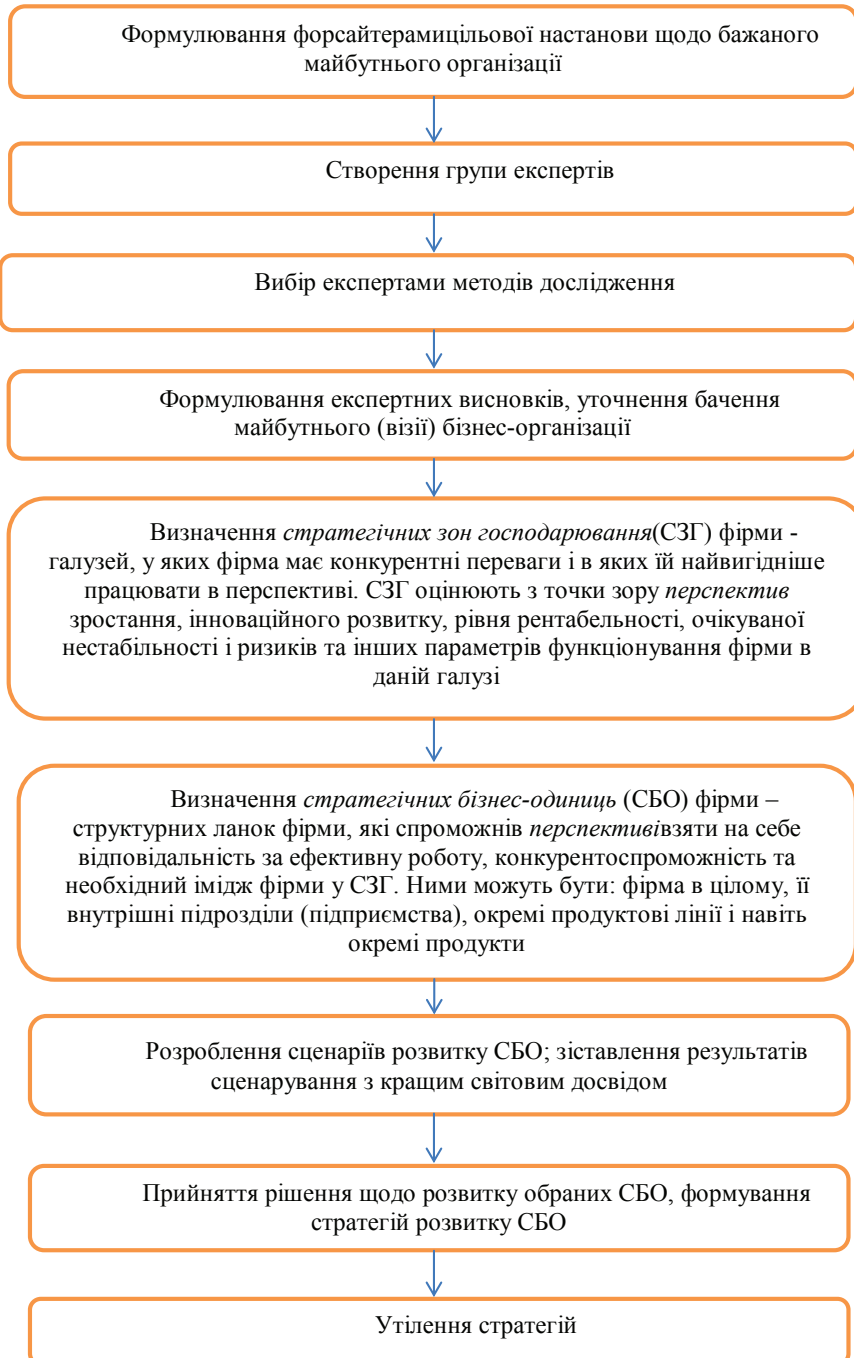 Формулювання форсайтерамицільової настанови щодо бажаного
майбутнього організації
Створення групи експертів
Вибір експертами методів дослідження
Формулювання експертних висновків, уточнення бачення
майбутнього (візії) бізнес-організації
Визначення стратегічних зон господарювання(СЗГ) фірми -
галузей, у яких фірма має конкурентні переваги і в яких їй найвигідніше
працювати в перспективі. СЗГ оцінюють з точки зору перспектив
зростання, інноваційного розвитку, рівня рентабельності, очікуваної
нестабільності і ризиків та інших параметрів функціонування фірми в
даній галузі
Визначення стратегічних бізнес-одиниць (СБО) фірми –
структурних ланок фірми, які спроможнів перспективівзяти на себе
відповідальність за ефективну роботу, конкурентоспроможність та
необхідний імідж фірми у СЗГ. Ними можуть бути: фірма в цілому, її
внутрішні підрозділи (підприємства), окремі продуктові лінії і навіть
окремі продукти
Розроблення сценаріїв розвитку СБО; зіставлення результатів
сценарування з кращим світовим досвідом
Прийняття рішення щодо розвитку обраних СБО, формування
стратегій розвитку СБО
Утілення стратегій